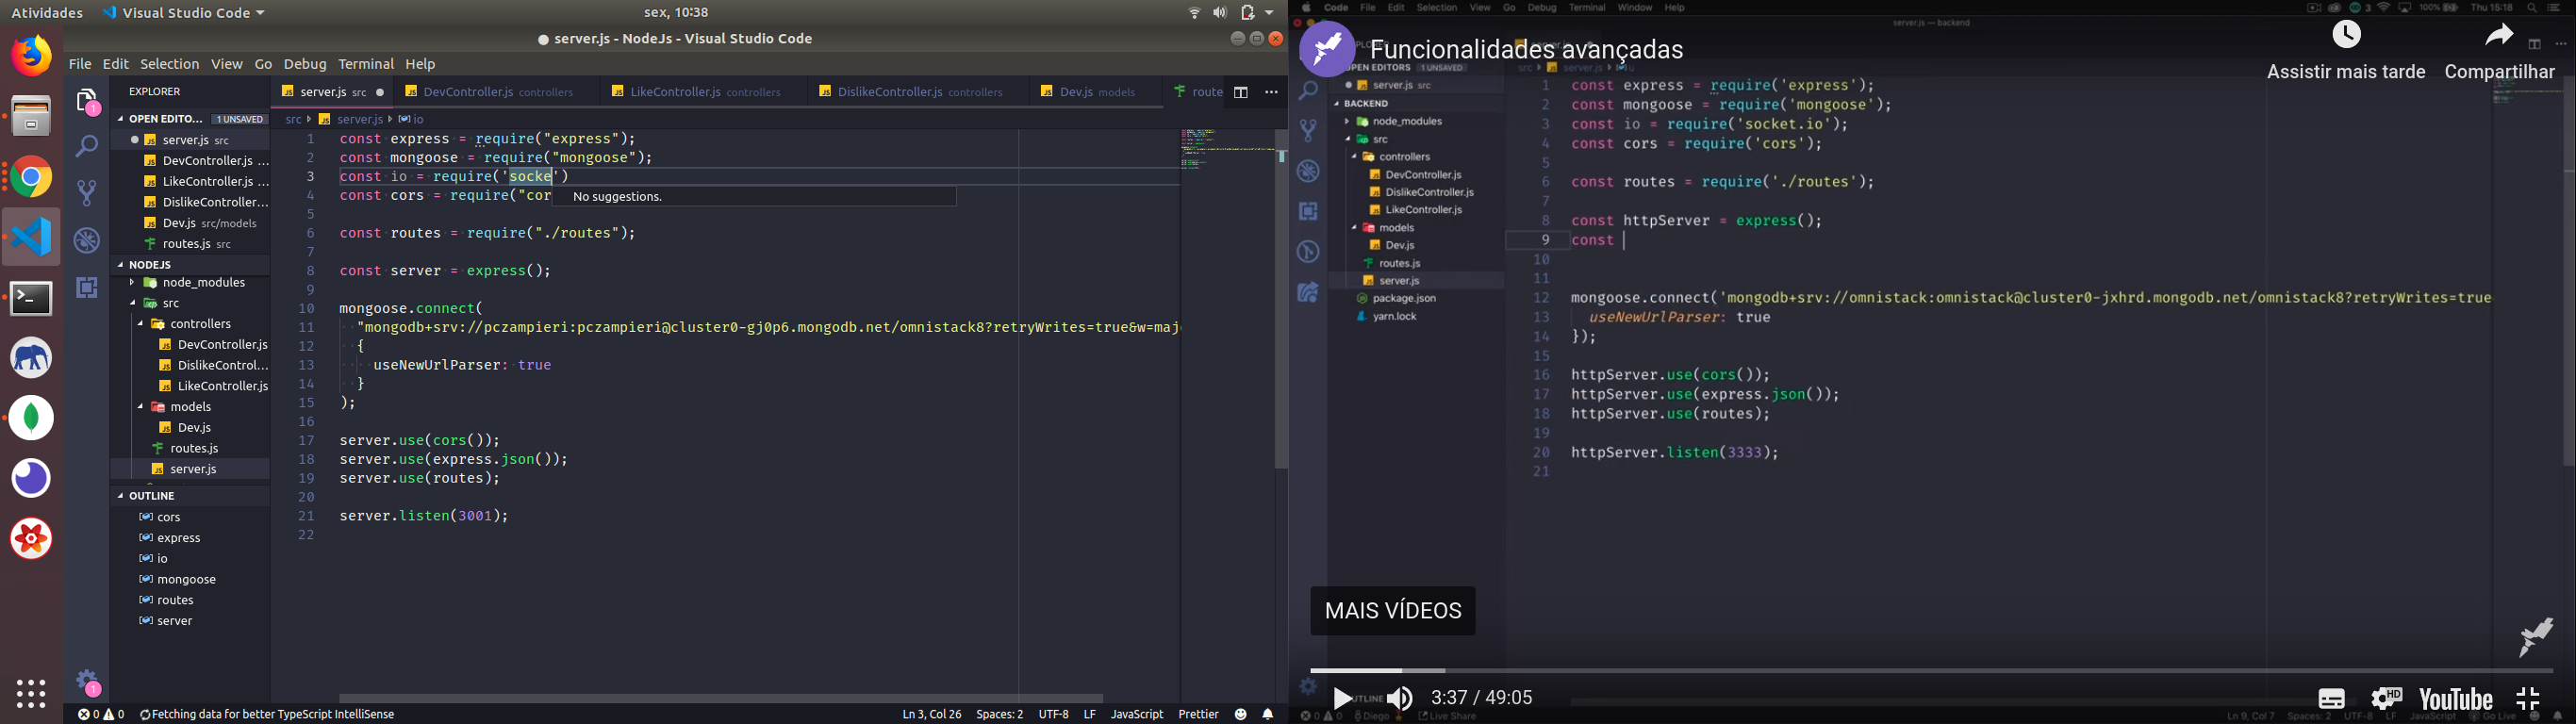 Atividades
Visual Studio Code
sex, 10:38
server.js - NodeJs - Visual Studio Code
File Edit Selection View Go Debug Terminal Help
EXPLORER
OPEN EDITO... 1 UNSAVED
server.js src
DevController.js ...
LikeController.js ...
DislikeController...
Dev.js src/models
routes.js src
NODEJS
node_modules
src
controllers
DevController.js
DislikeControl...
LikeController.js
models
Dev.js
routes.js
server.js
OUTLINE
cors
express
io
mongoose
routes
server
1
1
server.js src
DevController.js controllers
LikeController.js controllers
DislikeController.js controllers
Dev.js models
route
src server.js io
1 const express = require("express");
2 const mongoose = require("mongoose");
3 const io = require('socke')
4 const cors = require("cor
No suggestions.
5
6 const routes = require("./routes");
7
8 const server = express();
9
10 mongoose.connect(
11 "mongodb+srv://pczampieri:pczampieri@cluster0-gj0p6.mongodb.net/omnistack8?retryWrites=true&w=maj
12 {
13 useNewUrlParser: true
14 }
15 );
16
17 server.use(cors());
18 server.use(express.json());
19 server.use(routes);
20
21 server.listen(3001);
22
0 0 Fetching data for better TypeScript IntelliSense
Ln 3, Col 26 Spaces: 2 UTF-8 LF JavaScript Prettier
Code File Edit Selection View Go Debug Terminal Window Help
3 100% Thu 15:18
server.js — backend
Funcionalidades avançadas
Assistir mais tarde
Compartilhar
OPEN EDITORS 1 UNSAVED
server.js src
BACKEND
node_modules
src
controllers
DevController.js
DislikeController.js
LikeController.js
models
Dev.js
routes.js
server.js
package.json
yarn.lock
src server.js
1 const express = require('express');
2 const mongoose = require('mongoose');
3 const io = require('socket.io');
4 const cors = require('cors');
5
6 const routes = require('./routes');
7
8 const httpServer = express();
9 const
10
11
12 mongoose.connect('mongodb+srv://omnistack:omnistack@cluster0-jxhrd.mongodb.net/omnistack8?retryWrites=true
13 useNewUrlParser: true
14 });
15
16 httpServer.use(cors());
17 httpServer.use(express.json());
18 httpServer.use(routes);
19
20 httpServer.listen(3333);
21
MAIS VÍDEOS
OUTLINE
3:37 / 49:05
HD
YouTube
0 0 Diego Live Share
Ln 9, Col 7 Spaces: 2 UTF-8 LF JavaScript Go Live